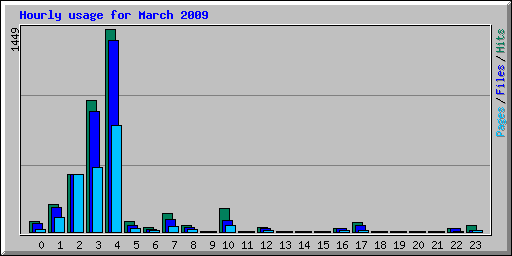 Hourly usage for March 2009
1449
Pages/Files/Hits
0 1 2 3 4 5 6 7 8 9 10 11 12 13 14 15 16 17 18 19 20 21 22 23